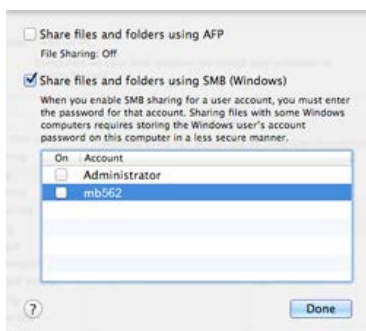 Share files and folders using AFP
File Sharing: Off
Share files and folders using SMB (Windows)
When you enable SMB sharing for a user account, you must enter
the password for that account. Sharing files with some Windows
computers requires storing the Windows user's account
password on this computer in a less secure manner.
On Account
Administrator
mb562
? Done